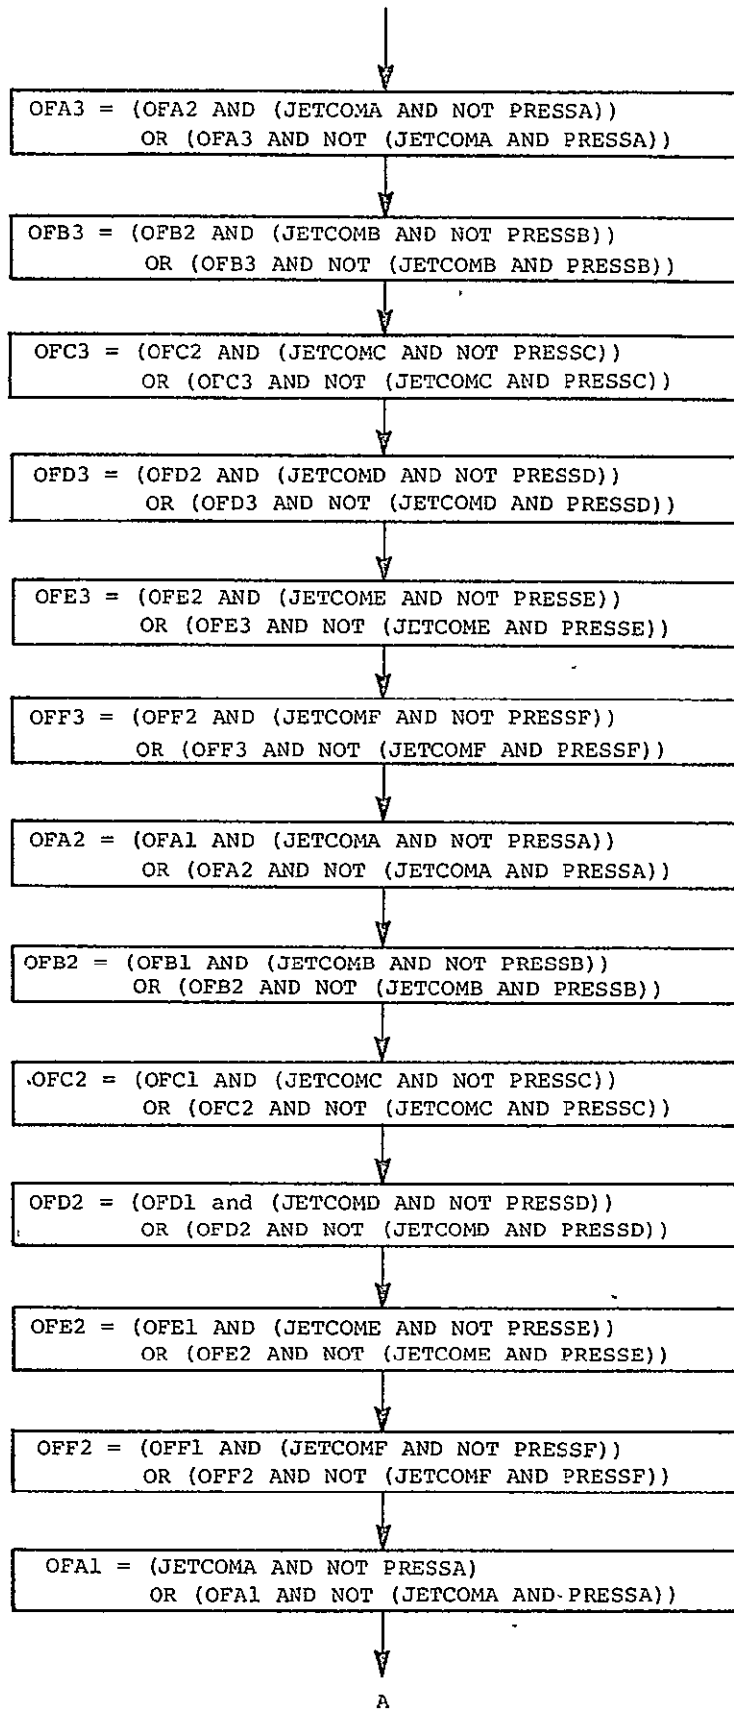 OFA3 = (OFA2 AND (JETCOMA AND NOT PRESSA))
OR (OFA3 AND NOT (JETCOMA AND PRESSA))
OFB3 = (OFB2 AND (JETCOMB AND NOT PRESSB))
OR (OFB3 AND NOT (JETCOMB AND PRESSB))
OFC3 = (OFC2 AND (JETCOMC AND NOT PRESSC))
OR (OFC3 AND NOT (JETCOMC AND PRESSC))
OFD3 = (OFD2 AND (JETCOMD AND NOT PRESSD))
OR (OFD3 AND NOT (JETCOMD AND PRESSD))
OFE3 = (OFE2 AND (JETCOME AND NOT PRESSE))
OR (OFE3 AND NOT (JETCOME AND PRESSE))
OFF3 = (OFF2 AND (JETCOMF AND NOT PRESSF))
OR (OFF3 AND NOT (JETCOMF AND PRESSF))
OFA2 = (OFA1 AND (JETCOMA AND NOT PRESSA))
OR (OFA2 AND NOT (JETCOMA AND PRESSA))
OFB2 = (OFB1 AND (JETCOMB AND NOT PRESSB))
OR (OFB2 AND NOT (JETCOMB AND PRESSB))
OFC2 = (OFC1 AND (JETCOMC AND NOT PRESSC))
OR (OFC2 AND NOT (JETCOMC AND PRESSC))
OFD2 = (OFD1 and (JETCOMD AND NOT PRESSD))
OR (OFD2 AND NOT (JETCOMD AND PRESSD))
OFE2 = (OFE1 AND (JETCOME AND NOT PRESSE))
OR (OFE2 AND NOT (JETCOME AND PRESSE))
OFF2 = (OFF1 AND (JETCOMF AND NOT PRESSF))
OR (OFF2 AND NOT (JETCOMF AND PRESSF))
OFA1 = (JETCOMA AND NOT PRESSA)
OR (OFA1 AND NOT (JETCOMA AND PRESSA))
A